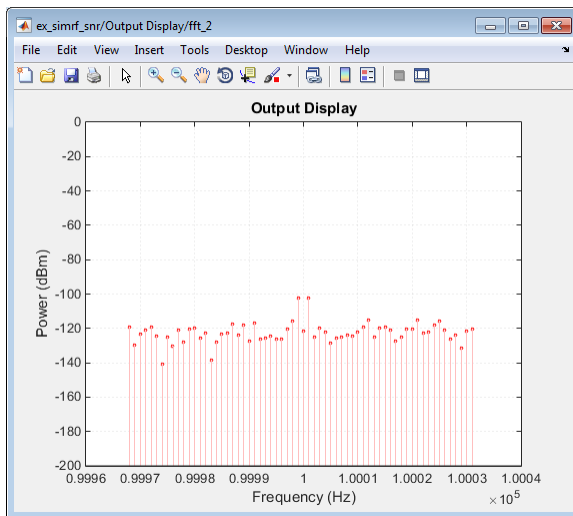 ex_simrf_snr/Output Display/fft_2
File Edit View Insert Tools Desktop Window Help
Output Display
0
-20
-40
-60
-80
-100
-120
-140
-160
-180
-200
Power (dBm)
0.9996 0.9997 0.9998 0.9999 1 1.0001 1.0002 1.0003 1.0004
Frequency (Hz)
× 10^5